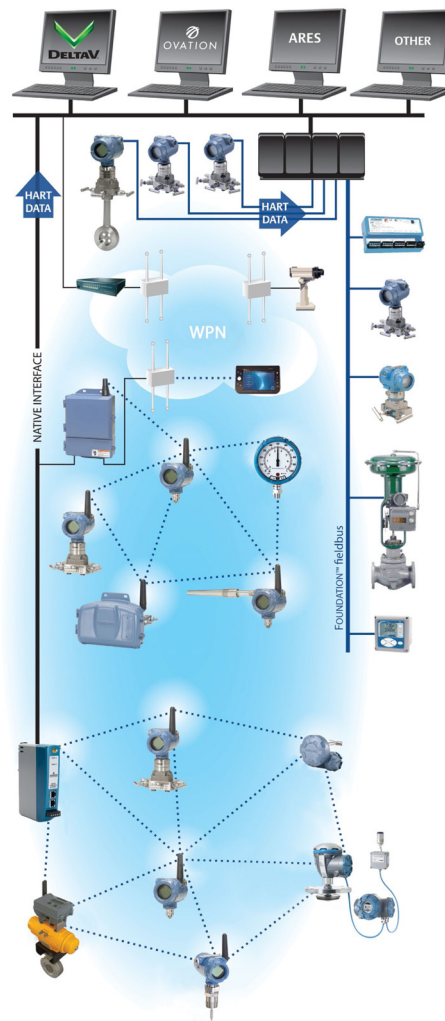 DELTAV
OVATION
ARES
OTHER
HART
DATA
HART
DATA
WPN
NATIVE INTERFACE
FOUNDATION™ fieldbus